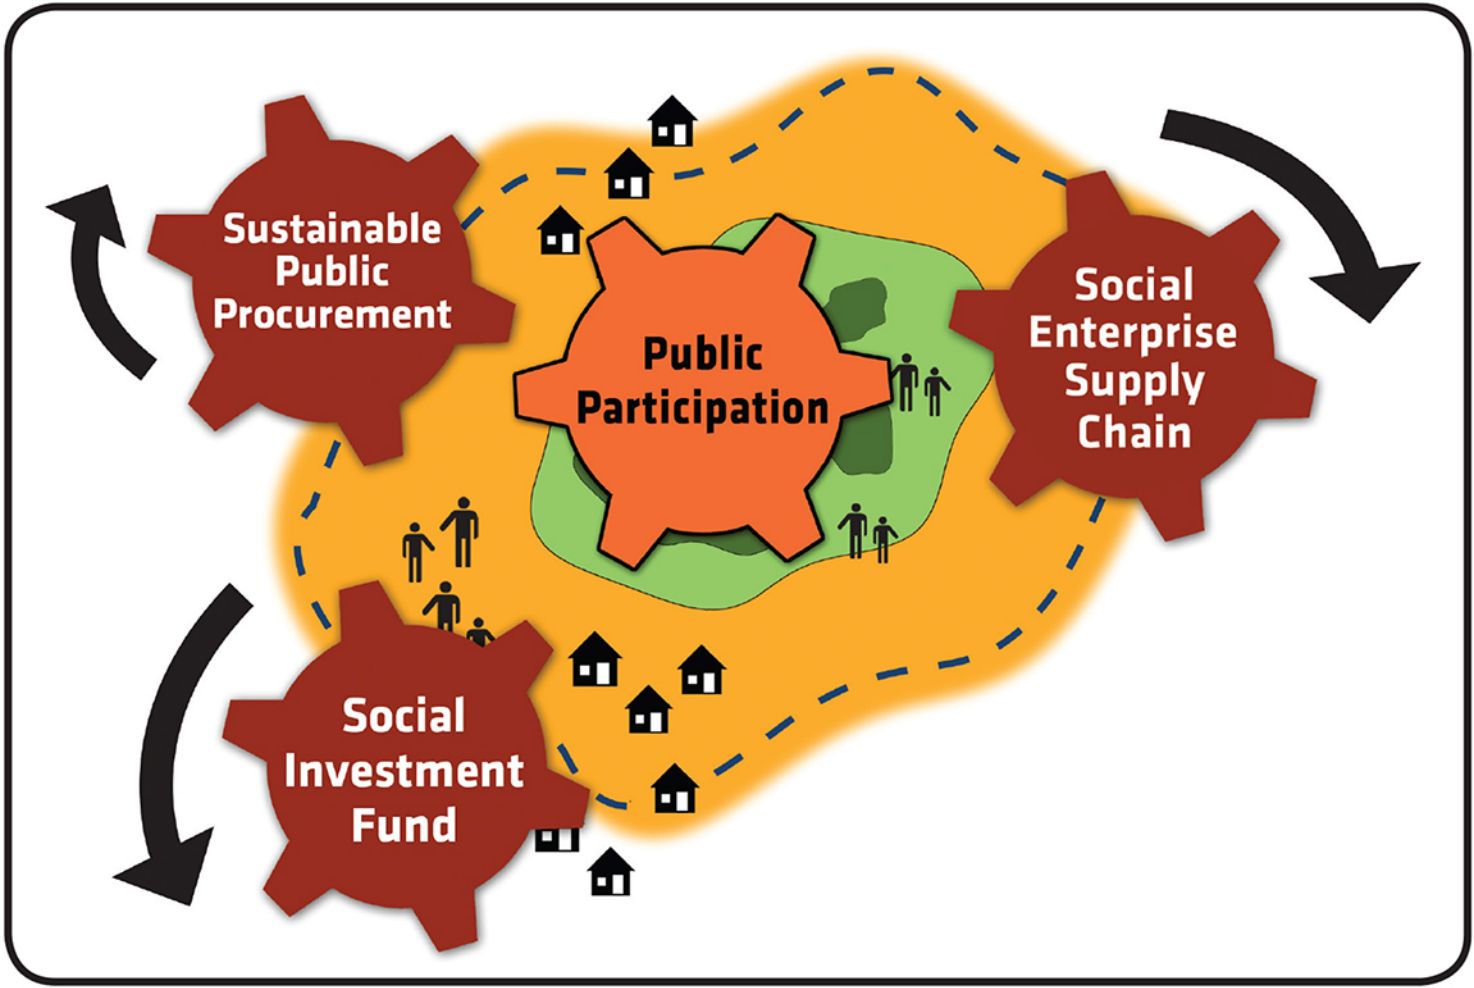 Sustainable
Public
Procurement
Public
Participation
Social
Enterprise
Supply
Chain
Social
Investment
Fund